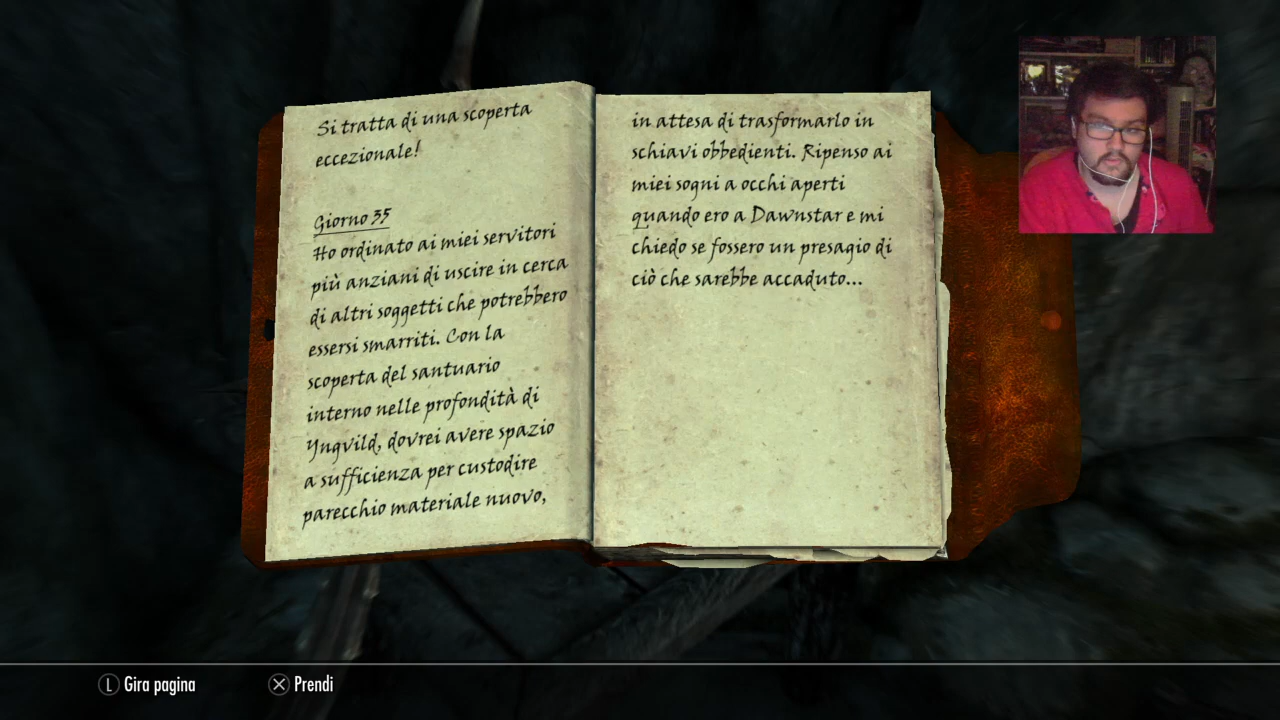 Si tratta di una scoperta
eccezionale!
Giorno 35
Ho ordinato ai miei servitori
più anziani di uscire in cerca
di altri soggetti che potrebbero
essersi smarriti. Con la
scoperta del santuario
interno nelle profondità di
Yngvild, dovrei avere spazio
a sufficienza per custodire
parecchio materiale nuovo,
in attesa di trasformarlo in
schiavi obbedienti. Ripenso ai
miei sogni a occhi aperti
quando ero a Dawnstar e mi
chiedo se fossero un presagio di
ciò che sarebbe accaduto...
L Gira pagina
X Prendi